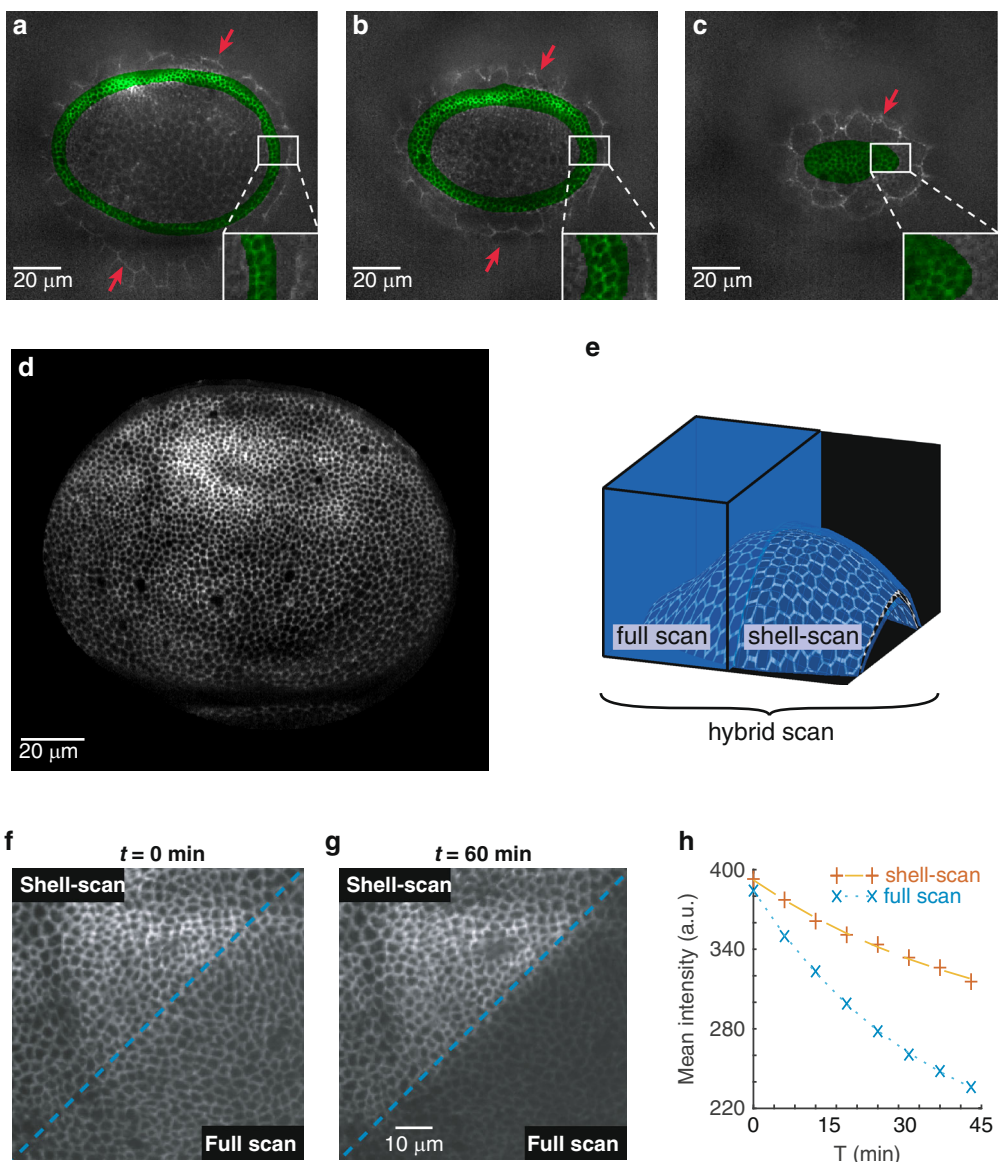 a
b
c
20 μm
20 μm
20 μm
d
20 μm
e
full scan
shell-scan
hybrid scan
f
t = 0 min
Shell-scan
Full scan
g
t = 60 min
Shell-scan
10 μm
Full scan
h
shell-scan
full scan
Mean intensity (a.u.)
400
340
280
220
0
15
30
45
T (min)